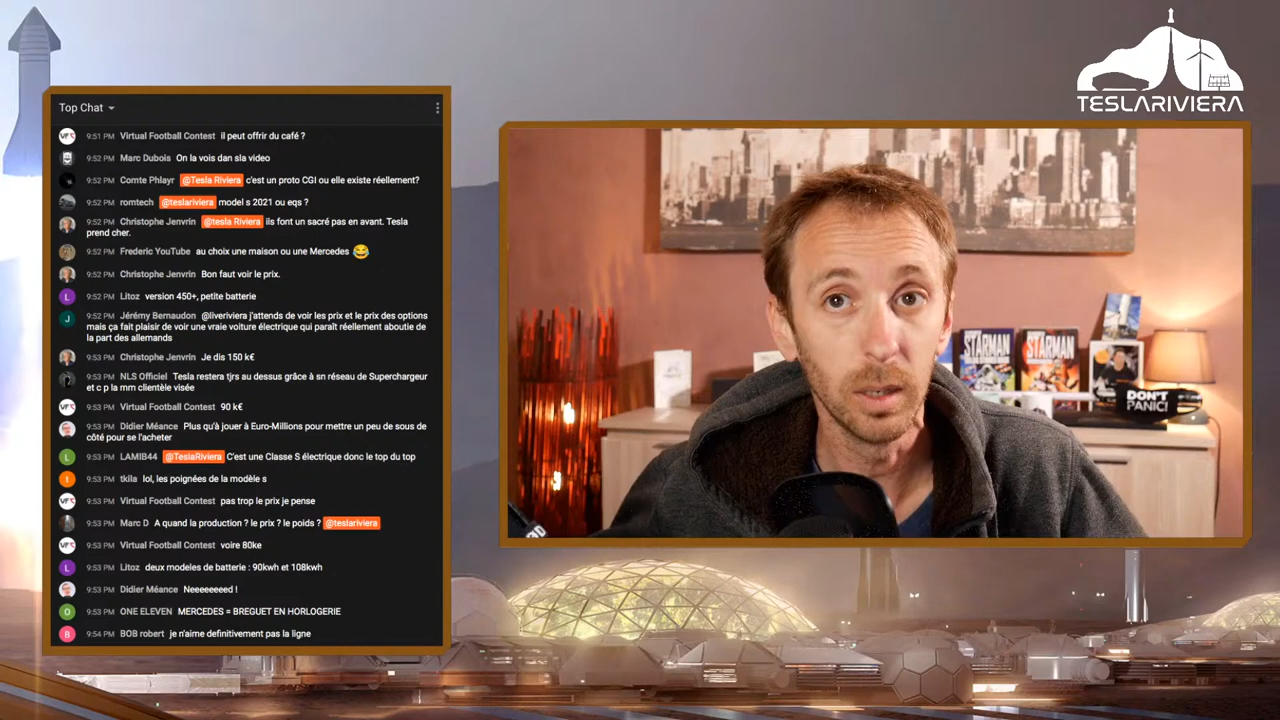 TESLARIVIERA
Top Chat
9:51 PM Virtual Football Contest il peut offrir du café ?
9:52 PM Marc Dubois On la vois dan sla video
9:52 PM Comte Phlayr @Tesla Riviera c'est un proto CGI ou elle existe réellement?
9:52 PM romtech @teslariviera model s 2021 ou eqs ?
9:52 PM Christophe Jenvrin @tesla Riviera ils font un sacré pas en avant. Tesla
prend cher.
9:52 PM Frederic YouTube au choix une maison ou une Mercedes 😂
9:52 PM Christophe Jenvrin Bon faut voir le prix.
L 9:52 PM Litoz version 450+, petite batterie
J 9:52 PM Jérémy Bernaudon @liveriviera j'attends de voir les prix et le prix des options
mais ça fait plaisir de voir une vraie voiture électrique qui paraît réellement aboutie de
la part des allemands
9:53 PM Christophe Jenvrin Je dis 150 k€
9:53 PM NLS Officiel Tesla restera tjrs au dessus grâce à sn réseau de Superchargeur
et c p la mm clientèle visée
9:53 PM Virtual Football Contest 90 k€
9:53 PM Didier Méance Plus qu'à jouer à Euro-Millions pour mettre un peu de sous de
côté pour se l'acheter
L 9:53 PM LAMIB44 @TeslaRiviera C'est une Classe S électrique donc le top du top
t 9:53 PM tkila lol, les poignées de la modèle s
9:53 PM Virtual Football Contest pas trop le prix je pense
9:53 PM Marc D A quand la production ? le prix ? le poids ? @teslariviera
9:53 PM Virtual Football Contest voire 80ke
L 9:53 PM Litoz deux modeles de batterie : 90kwh et 108kwh
9:53 PM Didier Méance Neeeeeeeed !
O 9:53 PM ONE ELEVEN MERCEDES = BREGUET EN HORLOGERIE
B 9:54 PM BOB robert je n'aime definitivement pas la ligne
STARMAN
STARMAN
DON'T
PANIC!